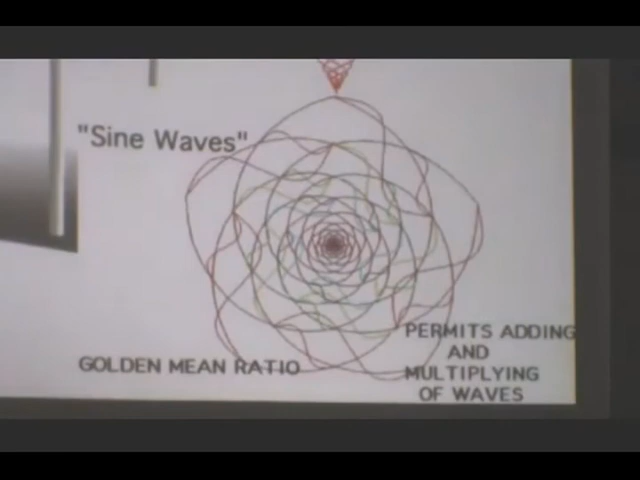 "Sine Waves"
PERMITS ADDING
AND
GOLDEN MEAN RATIO
MULTIPLYING
OF WAVES